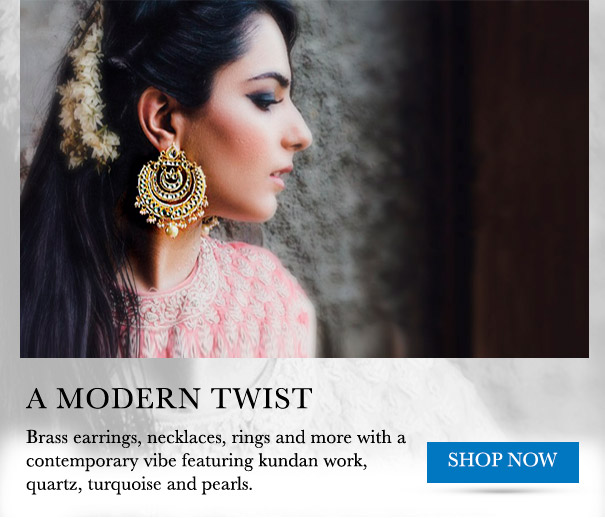 A MODERN TWIST
Brass earrings, necklaces, rings and more with a
contemporary vibe featuring kundan work,
quartz, turquoise and pearls.
SHOP NOW